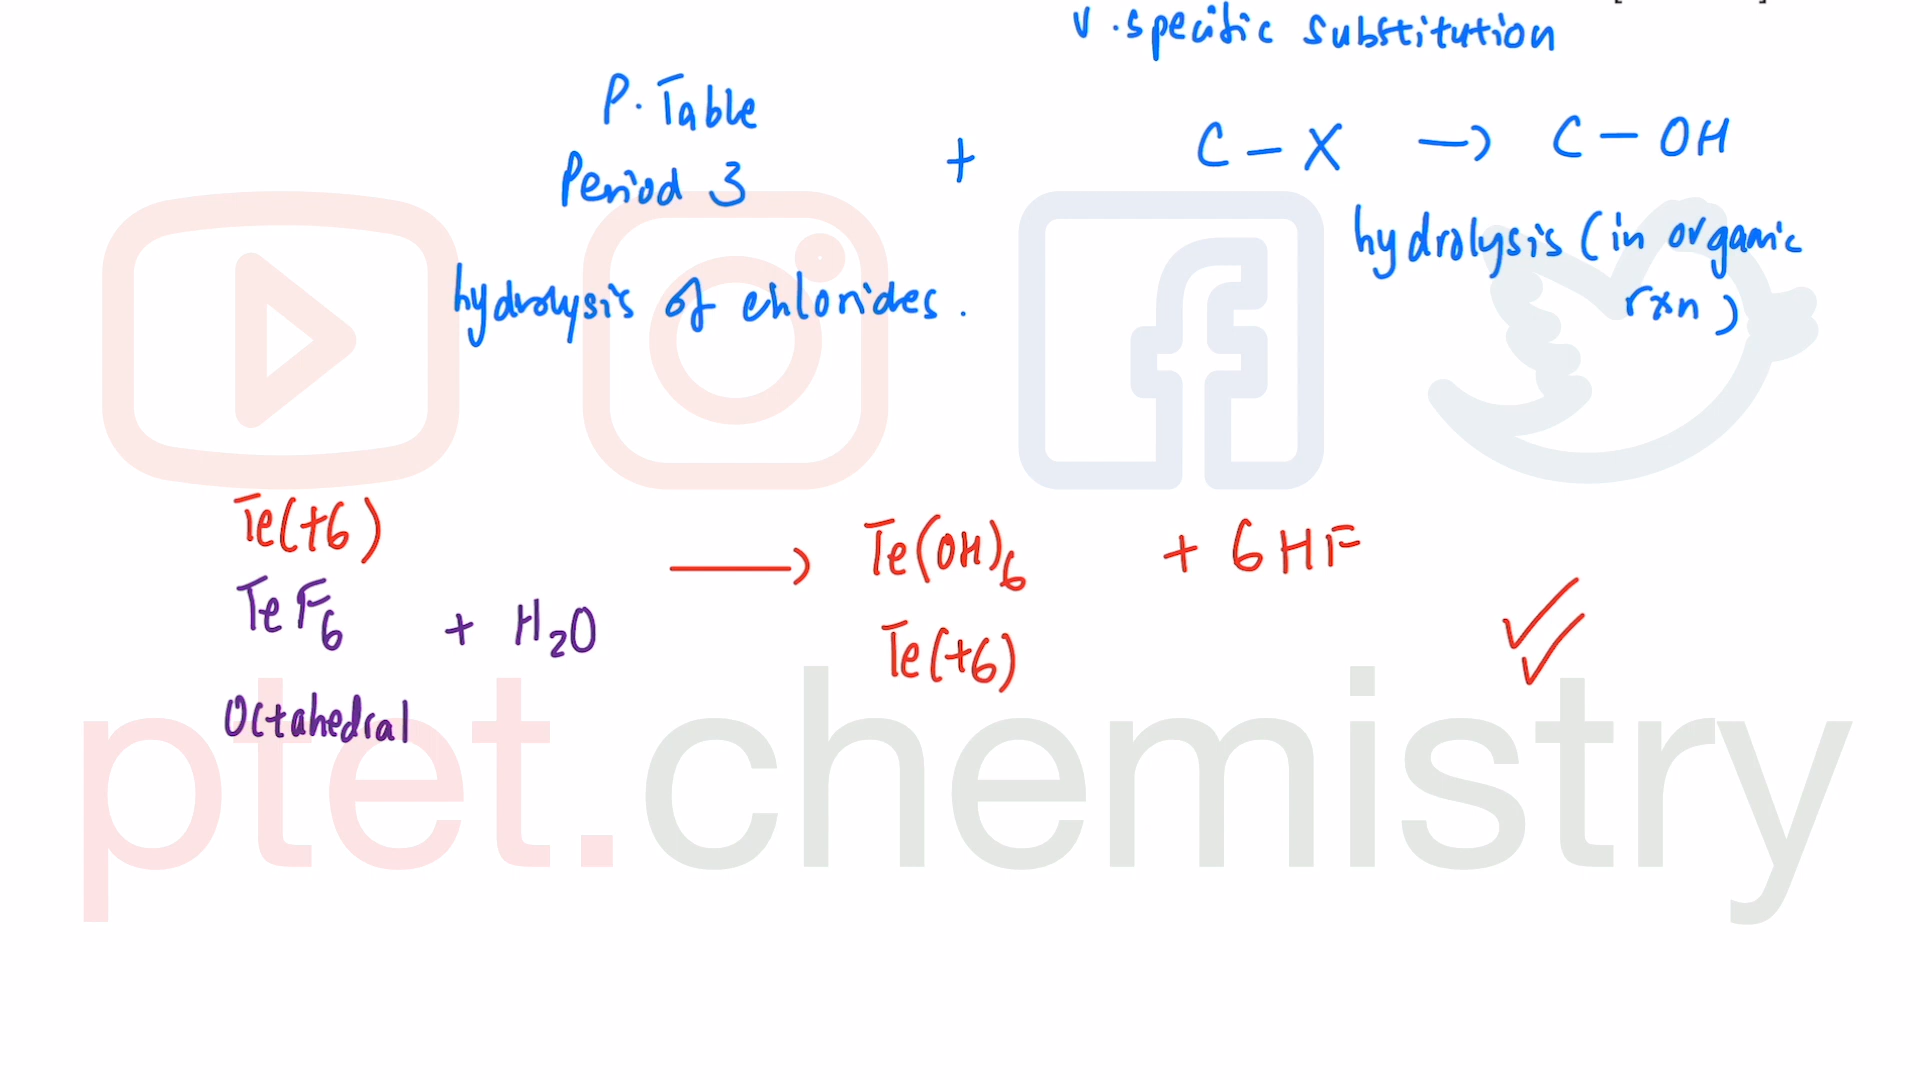 v. specific substitution
P. Table
Period 3
+
C – X → C – OH
hydrolysis of chlorides.
hydrolysis (in organic
rxn)
Te(+6)
TeF₆ + H₂O → Te(OH)₆ + 6HF
Te(+6)
Octahedral
ptet.chemistry